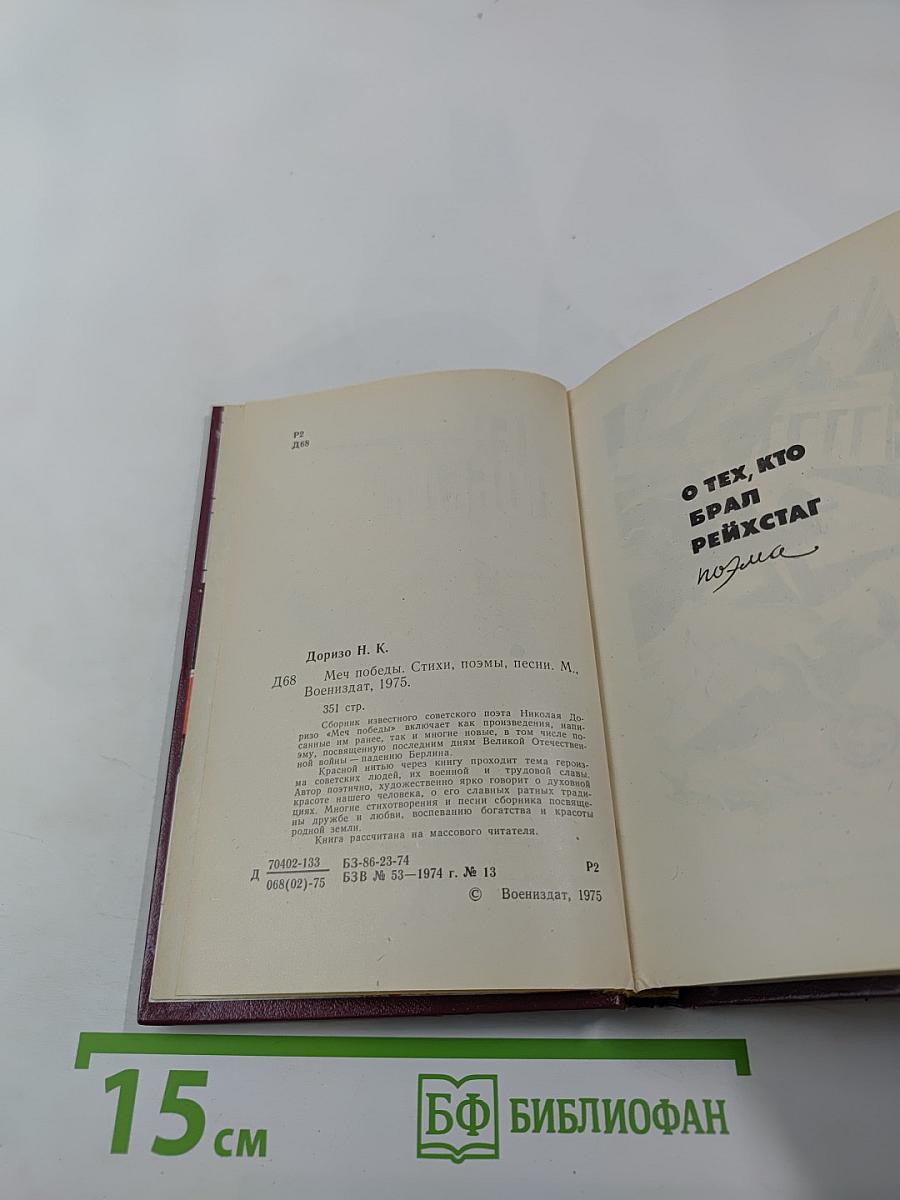 Р2
Д68
Доризо Н. К.
Д68 Меч победы. Стихи, поэмы, песни. М.,
Воениздат, 1975.
351 стр.
Сборник известного советского поэта Николая До-
ризо «Меч победы» включает как произведения, напи-
санные им ранее, так и многие новые, в том числе по-
эму, посвященную последним дням Великой Отечествен-
ной войны — падению Берлина.
Красной нитью через книгу проходит тема героиз-
ма советских людей, их военной и трудовой славы.
Автор поэтично, художественно ярко говорит о духовной
красоте нашего человека, о его славных ратных тради-
циях. Многие стихотворения и песни сборника посвяще-
ны дружбе и любви, воспеванию богатства и красоты
родной земли.
Книга рассчитана на массового читателя.
Д 70402-133 БЗ-86-23-74
068(02)-75 БЗВ № 53—1974 г. № 13 Р2
© Воениздат, 1975
О ТЕХ, КТО
БРАЛ
РЕЙХСТАГ
поэма
15 см
БФ БИБЛИОФАН